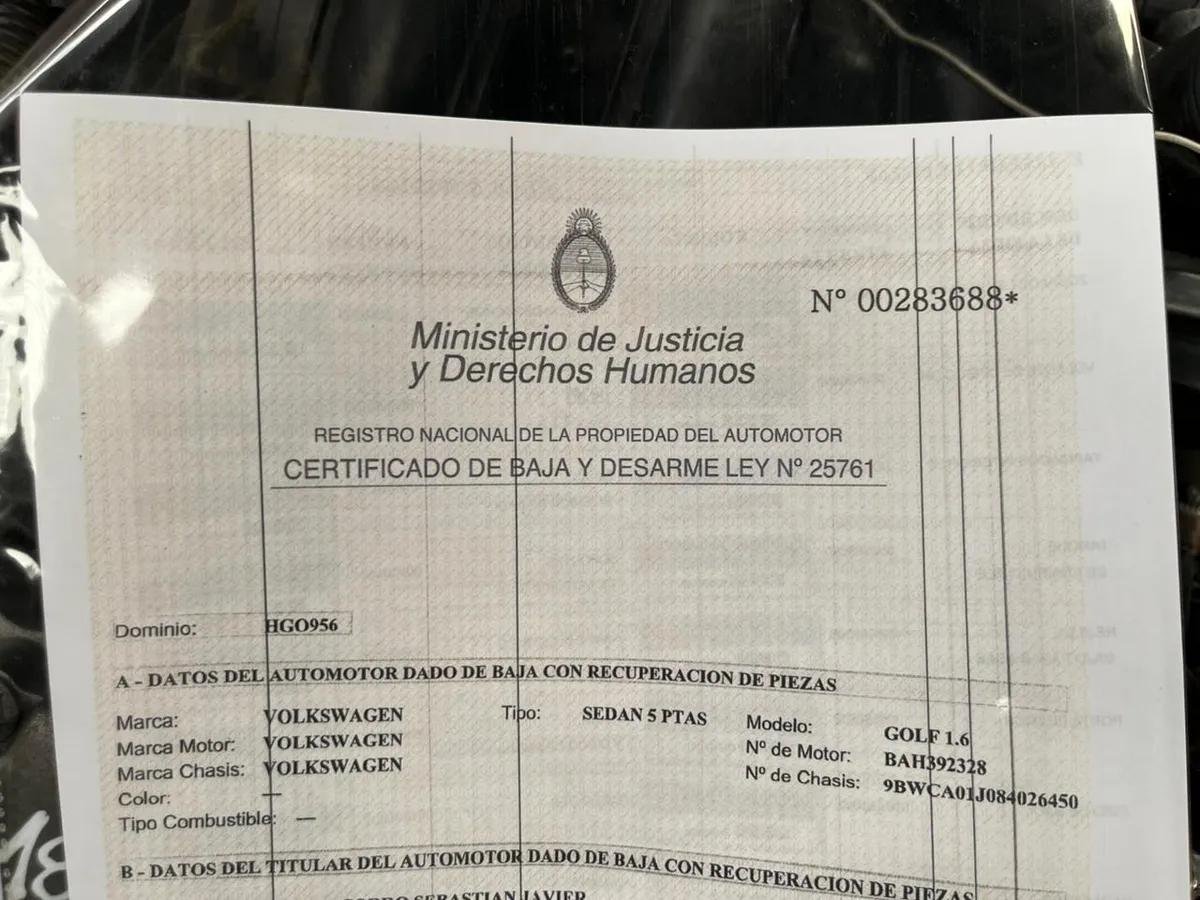 Nº 00283688*
Ministerio de Justicia
y Derechos Humanos
REGISTRO NACIONAL DE LA PROPIEDAD DEL AUTOMOTOR
CERTIFICADO DE BAJA Y DESARME LEY Nº 25761
Dominio: HGO956
A - DATOS DEL AUTOMOTOR DADO DE BAJA CON RECUPERACION DE PIEZAS
Marca: VOLKSWAGEN Tipo: SEDAN 5 PTAS Modelo: GOLF 1.6
Marca Motor: VOLKSWAGEN Nº de Motor: BAH392328
Marca Chasis: VOLKSWAGEN Nº de Chasis: 9BWCA01J084026450
Color: —
Tipo Combustible: —
B - DATOS DEL TITULAR DEL AUTOMOTOR DADO DE BAJA CON RECUPERACION DE PIEZAS
SEBASTIAN JAVIER
18